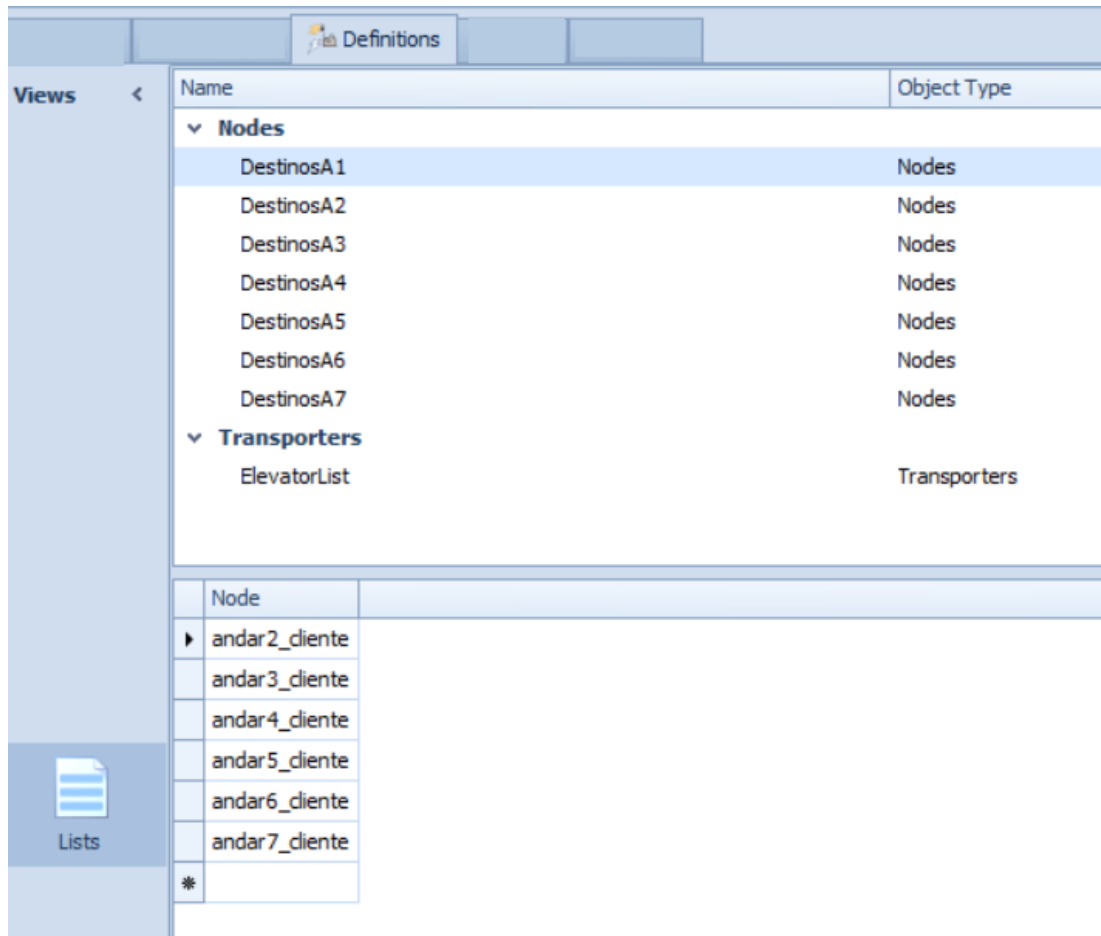 Definitions
Views
Name Object Type
Nodes
DestinosA1 Nodes
DestinosA2 Nodes
DestinosA3 Nodes
DestinosA4 Nodes
DestinosA5 Nodes
DestinosA6 Nodes
DestinosA7 Nodes
Transporters
ElevatorList Transporters
Node
andar2_cliente
andar3_cliente
andar4_cliente
andar5_cliente
andar6_cliente
andar7_cliente
Lists